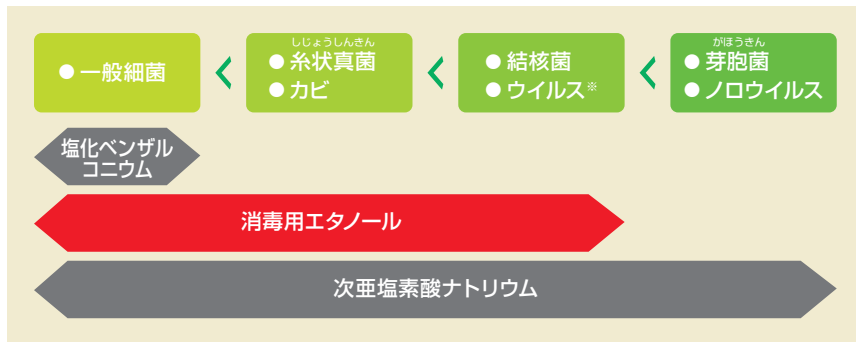 ● 一般細菌
<
しじょうしんきん
● 糸状真菌
● カビ
<
● 結核菌
● ウイルス※
<
がほうきん
● 芽胞菌
● ノロウイルス
塩化ベンザル
コニウム
消毒用エタノール
次亜塩素酸ナトリウム